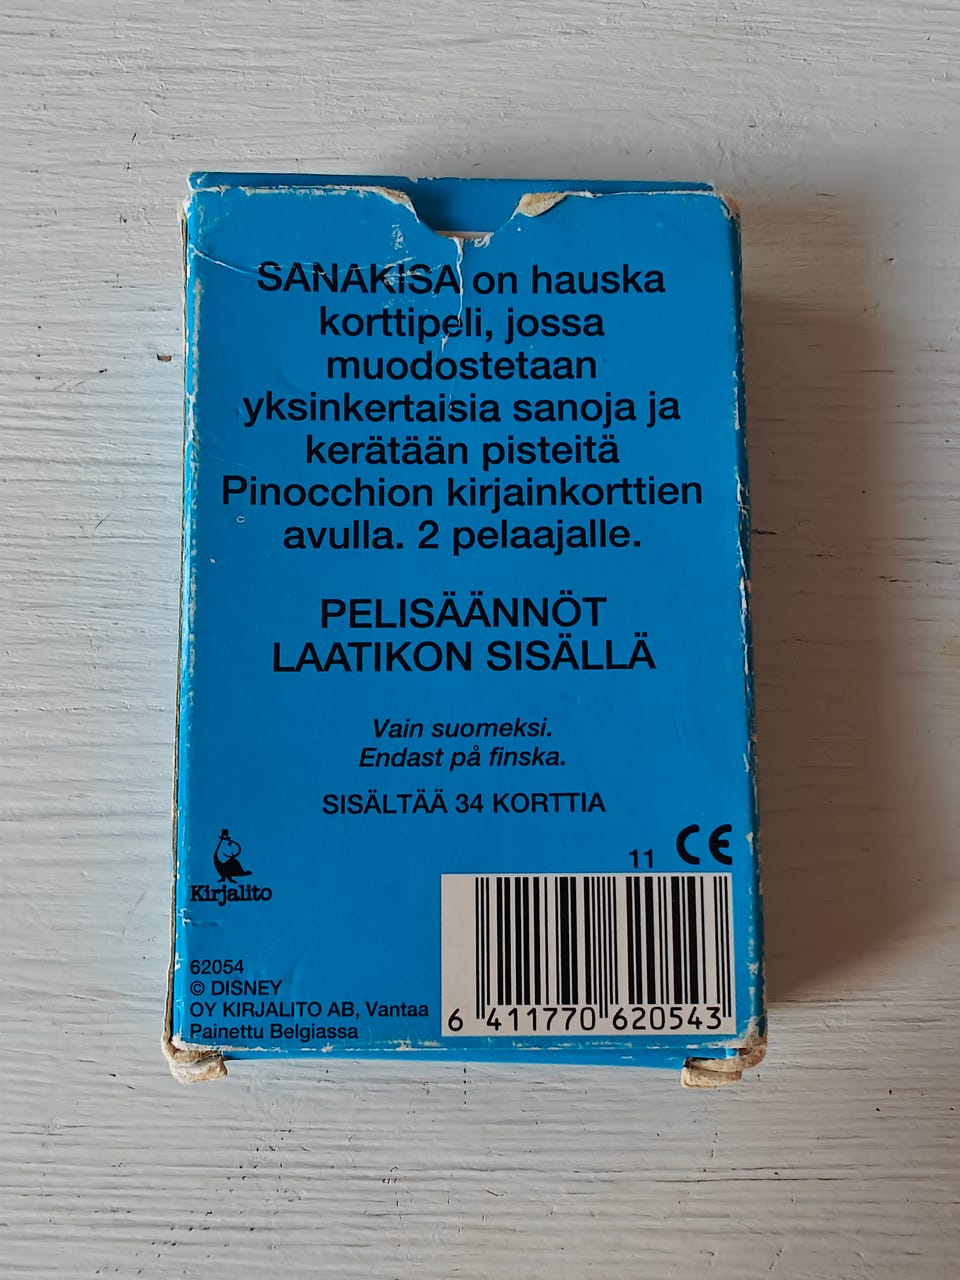 SANAKISA on hauska
korttipeli, jossa
muodostetaan
yksinkertaisia sanoja ja
kerätään pisteitä
Pinocchion kirjainkorttien
avulla. 2 pelaajalle.
PELISÄÄNNÖT
LAATIKON SISÄLLÄ
Vain suomeksi.
Endast på finska.
SISÄLTÄÄ 34 KORTTIA
11 CE
Kirjalito
62054
© DISNEY
OY KIRJALITO AB, Vantaa
Painettu Belgiassa
6 411770 620543